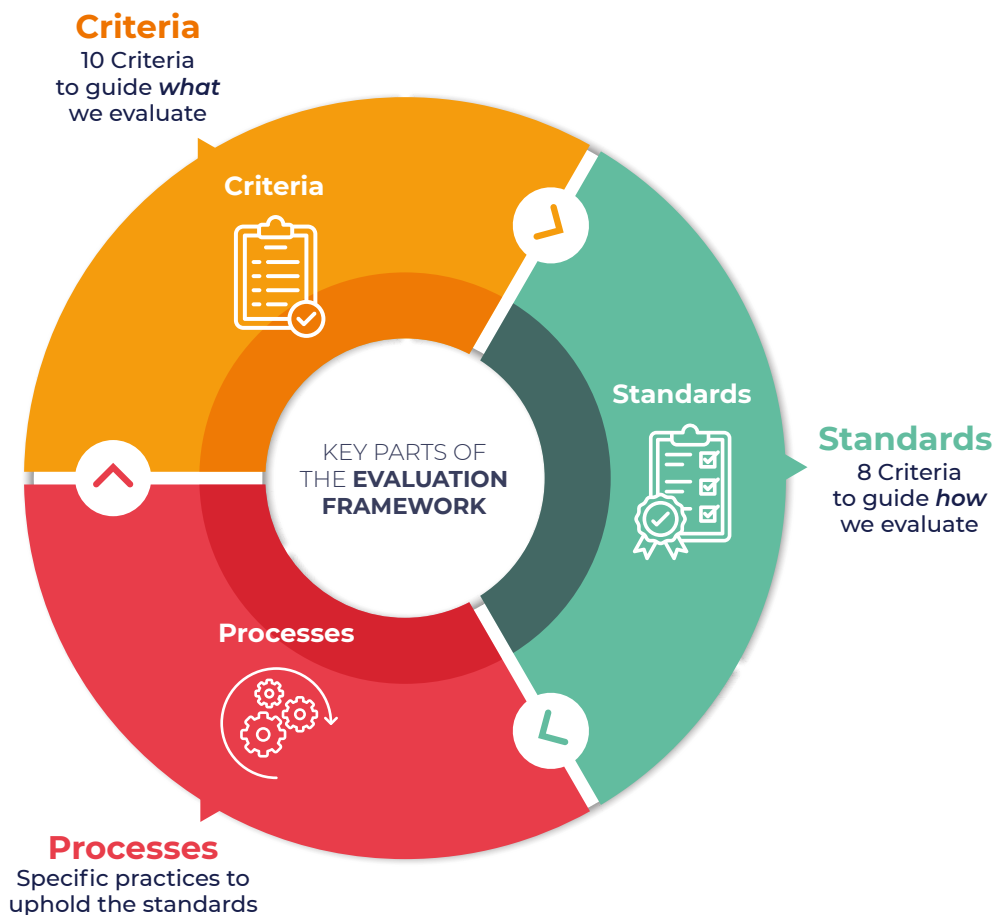 Criteria
10 Criteria
to guide what
we evaluate
Criteria
Standards
Standards
8 Criteria
to guide how
we evaluate
KEY PARTS OF
THE EVALUATION
FRAMEWORK
Processes
Processes
Specific practices to
uphold the standards